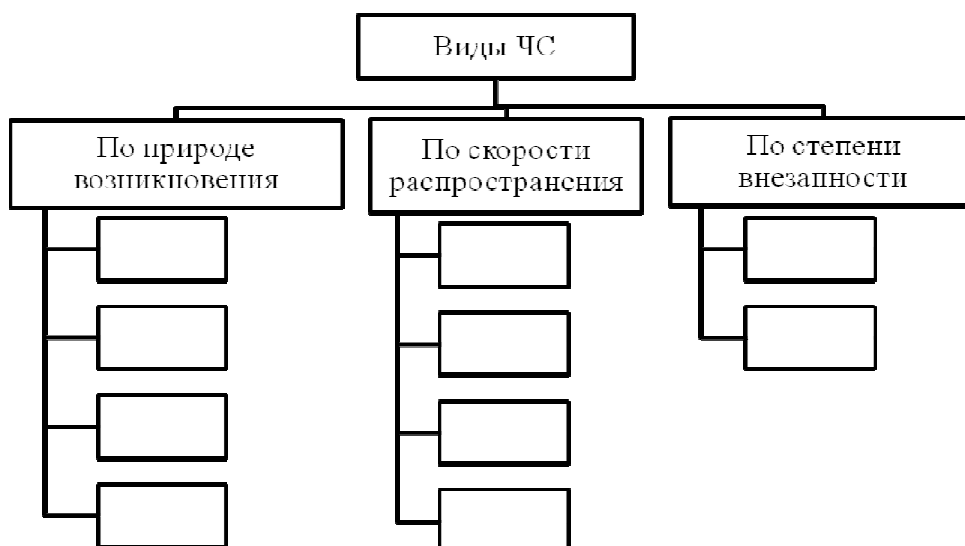 Виды ЧС
По природе
возникновения
По скорости
распространения
По степени
внезапности